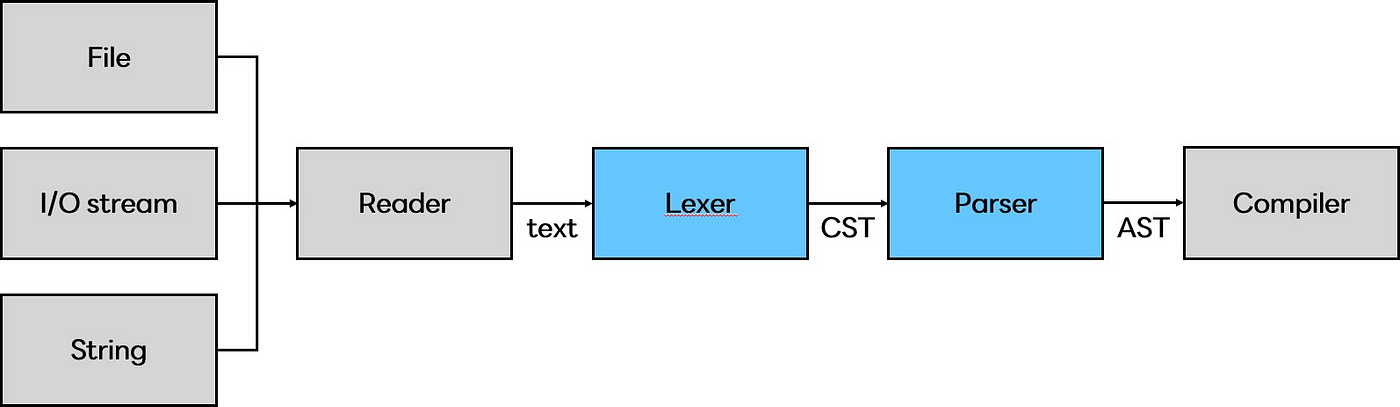 File
I/O stream
String
Reader
text
Lexer
CST
Parser
AST
Compiler